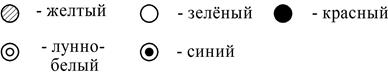 - желтый - зелёный - красный
- лунно-белый - синий